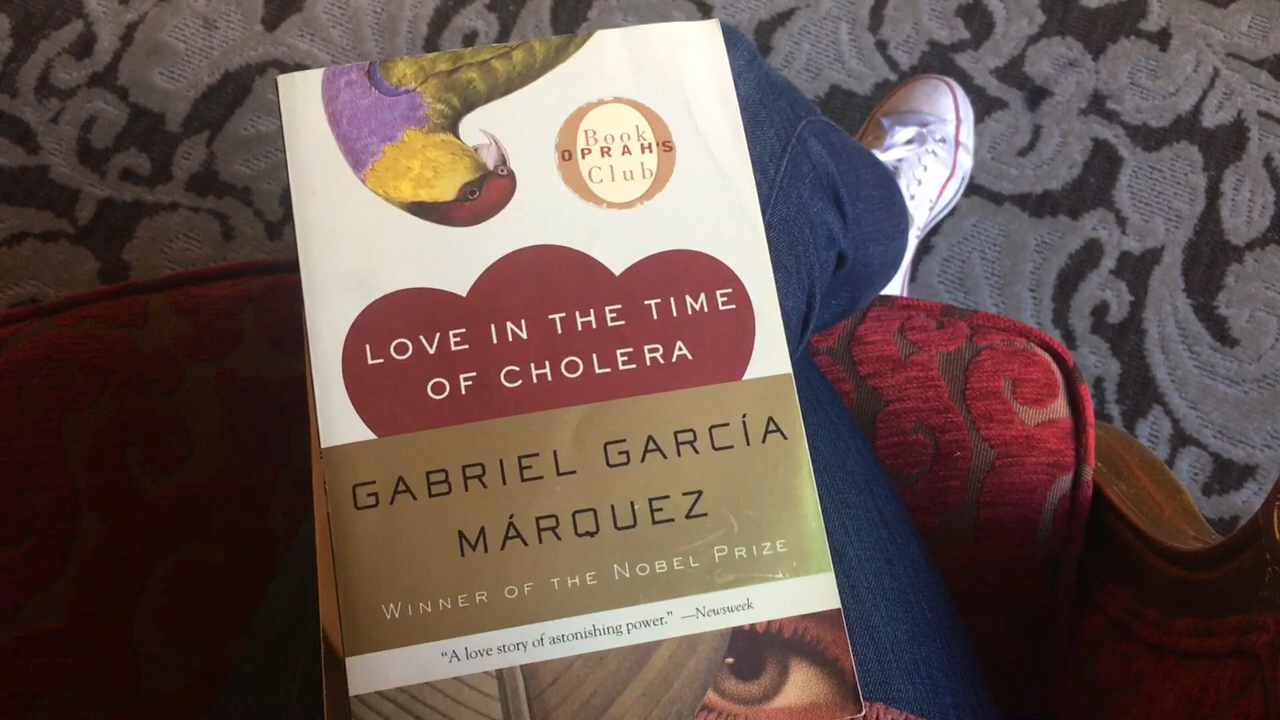 Book
OPRAH'S
Club
LOVE IN THE TIME
OF CHOLERA
GABRIEL GARCÍA
MÁRQUEZ
WINNER OF THE NOBEL PRIZE
“A love story of astonishing power.” —Newsweek